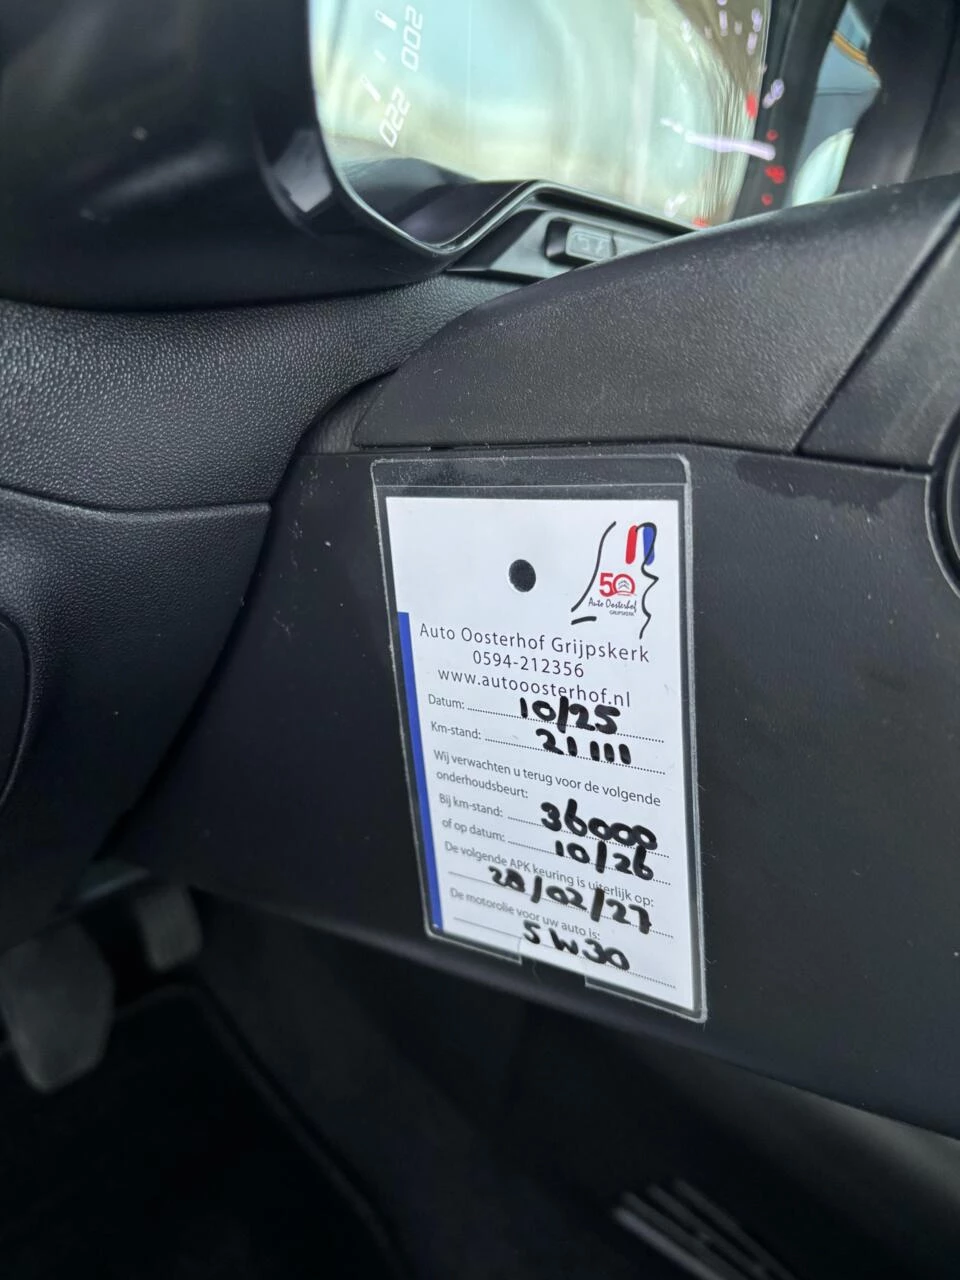 200
220
50
Auto Oosterhof
GRIJPSKERK
Auto Oosterhof Grijpskerk
0594-212356
www.autooosterhof.nl
Datum: 10/25
Km-stand: 21111
Wij verwachten u terug voor de volgende
onderhoudsbeurt:
Bij km-stand: 36000
of op datum: 10/26
De volgende APK keuring is uiterlijk op:
28/02/27
De motorolie voor uw auto is:
5W30